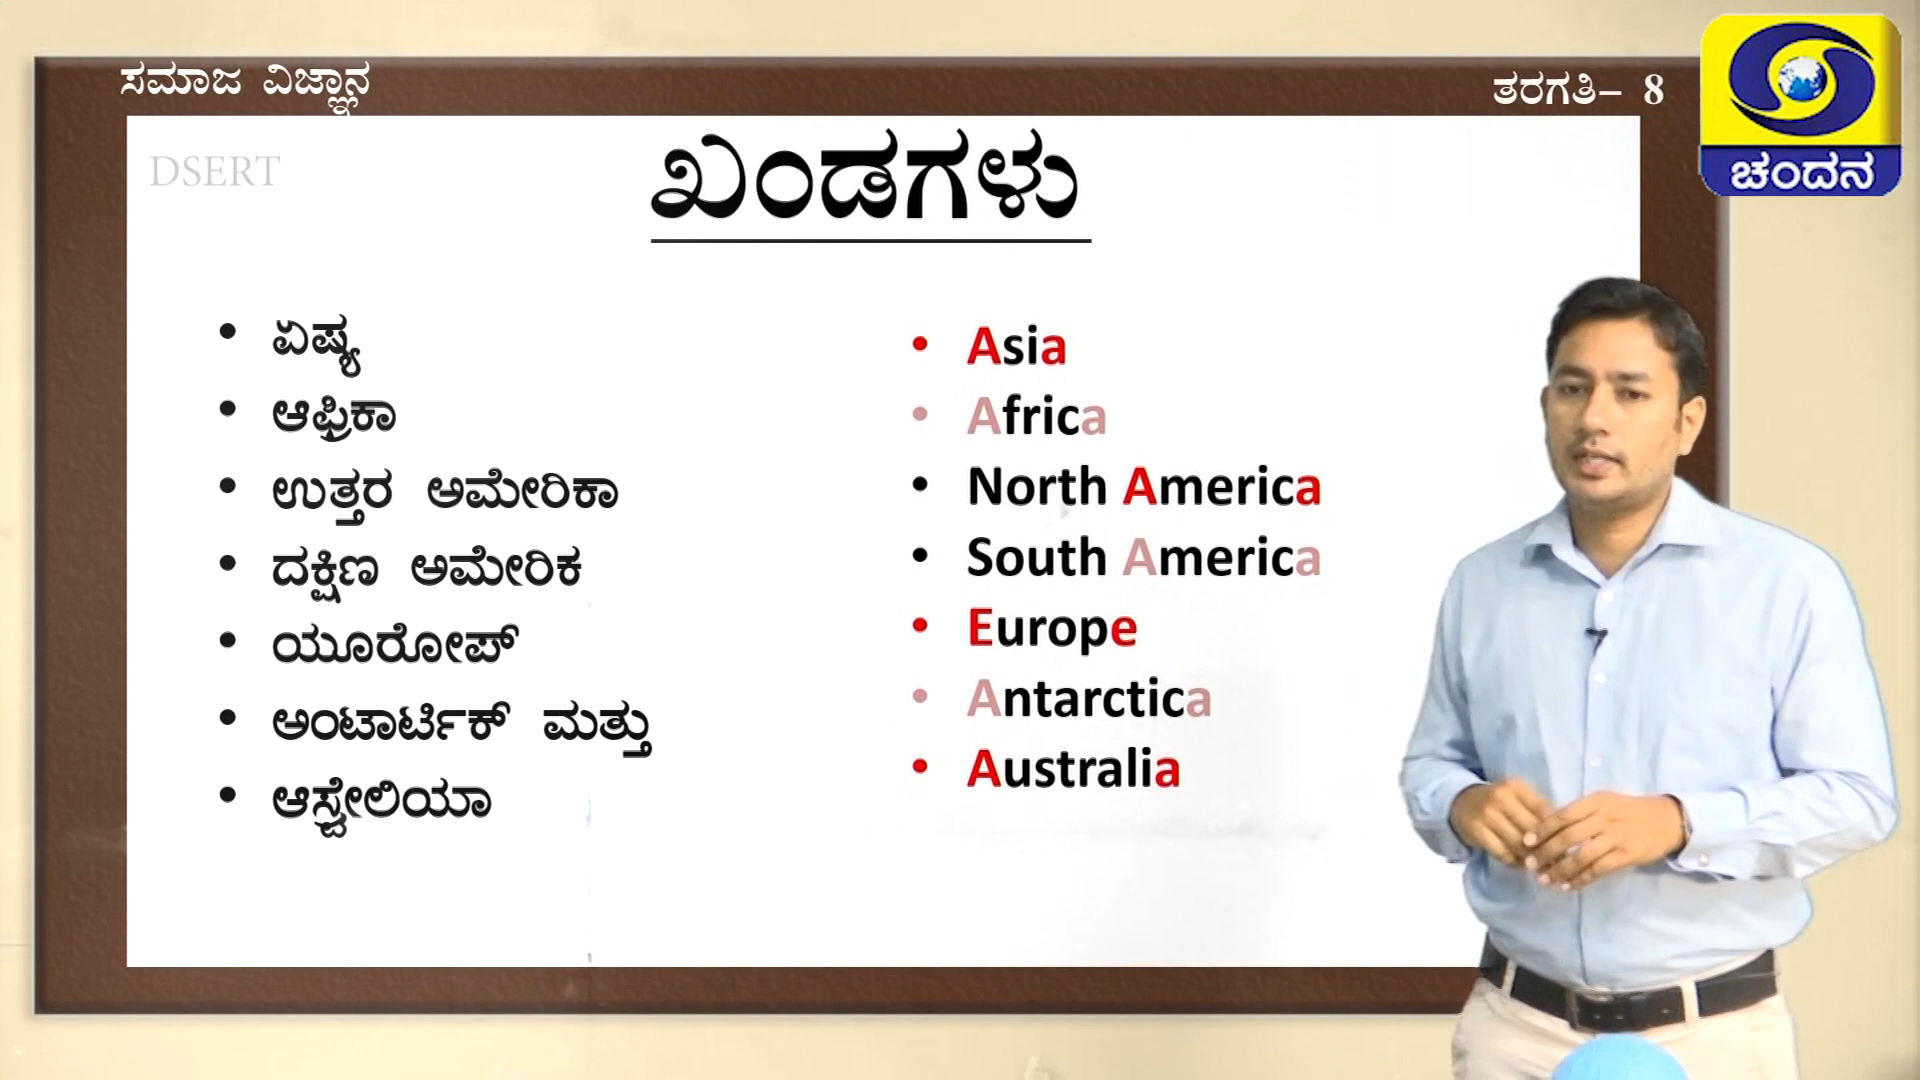 ಸಮಾಜ ವಿಜ್ಞಾನ
ತರಗತಿ– 8
ಚಂದನ
DSERT
ಖಂಡಗಳು
• ಏಷ್ಯ
• ಆಫ್ರಿಕಾ
• ಉತ್ತರ ಅಮೇರಿಕಾ
• ದಕ್ಷಿಣ ಅಮೇರಿಕ
• ಯೂರೋಪ್
• ಅಂಟಾರ್ಟಿಕ್ ಮತ್ತು
• ಆಸ್ಟ್ರೇಲಿಯಾ
• Asia
• Africa
• North America
• South America
• Europe
• Antarctica
• Australia